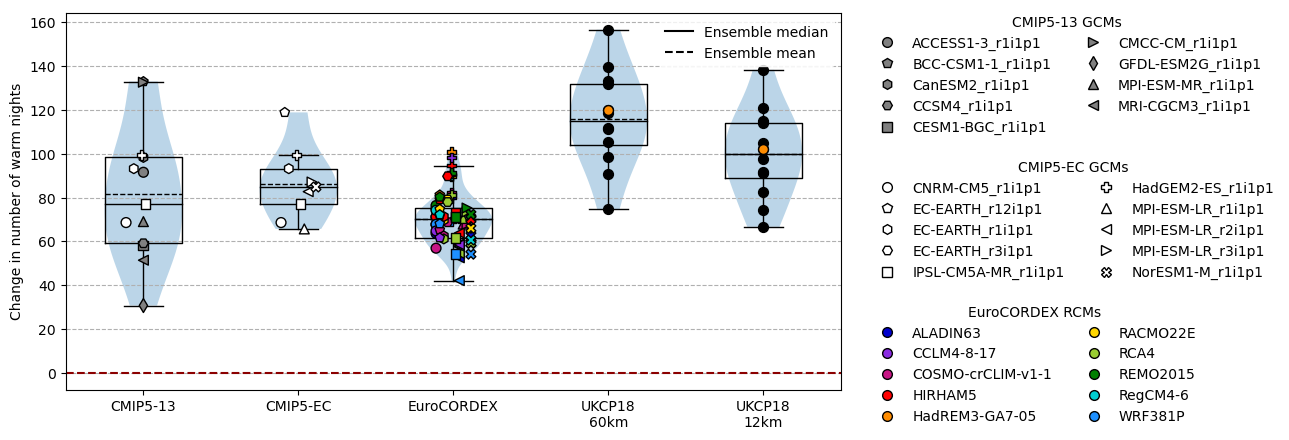 Change in number of warm nights
160
140
120
100
80
60
40
20
0
CMIP5-13
CMIP5-EC
EuroCORDEX
UKCP18
60km
UKCP18
12km
Ensemble median
Ensemble mean
CMIP5-13 GCMs
ACCESS1-3_r1i1p1
BCC-CSM1-1_r1i1p1
CanESM2_r1i1p1
CCSM4_r1i1p1
CESM1-BGC_r1i1p1
CMCC-CM_r1i1p1
GFDL-ESM2G_r1i1p1
MPI-ESM-MR_r1i1p1
MRI-CGCM3_r1i1p1
CMIP5-EC GCMs
CNRM-CM5_r1i1p1
EC-EARTH_r12i1p1
EC-EARTH_r1i1p1
EC-EARTH_r3i1p1
IPSL-CM5A-MR_r1i1p1
HadGEM2-ES_r1i1p1
MPI-ESM-LR_r1i1p1
MPI-ESM-LR_r2i1p1
MPI-ESM-LR_r3i1p1
NorESM1-M_r1i1p1
EuroCORDEX RCMs
ALADIN63
CCLM4-8-17
COSMO-crCLIM-v1-1
HIRHAM5
HadREM3-GA7-05
RACMO22E
RCA4
REMO2015
RegCM4-6
WRF381P